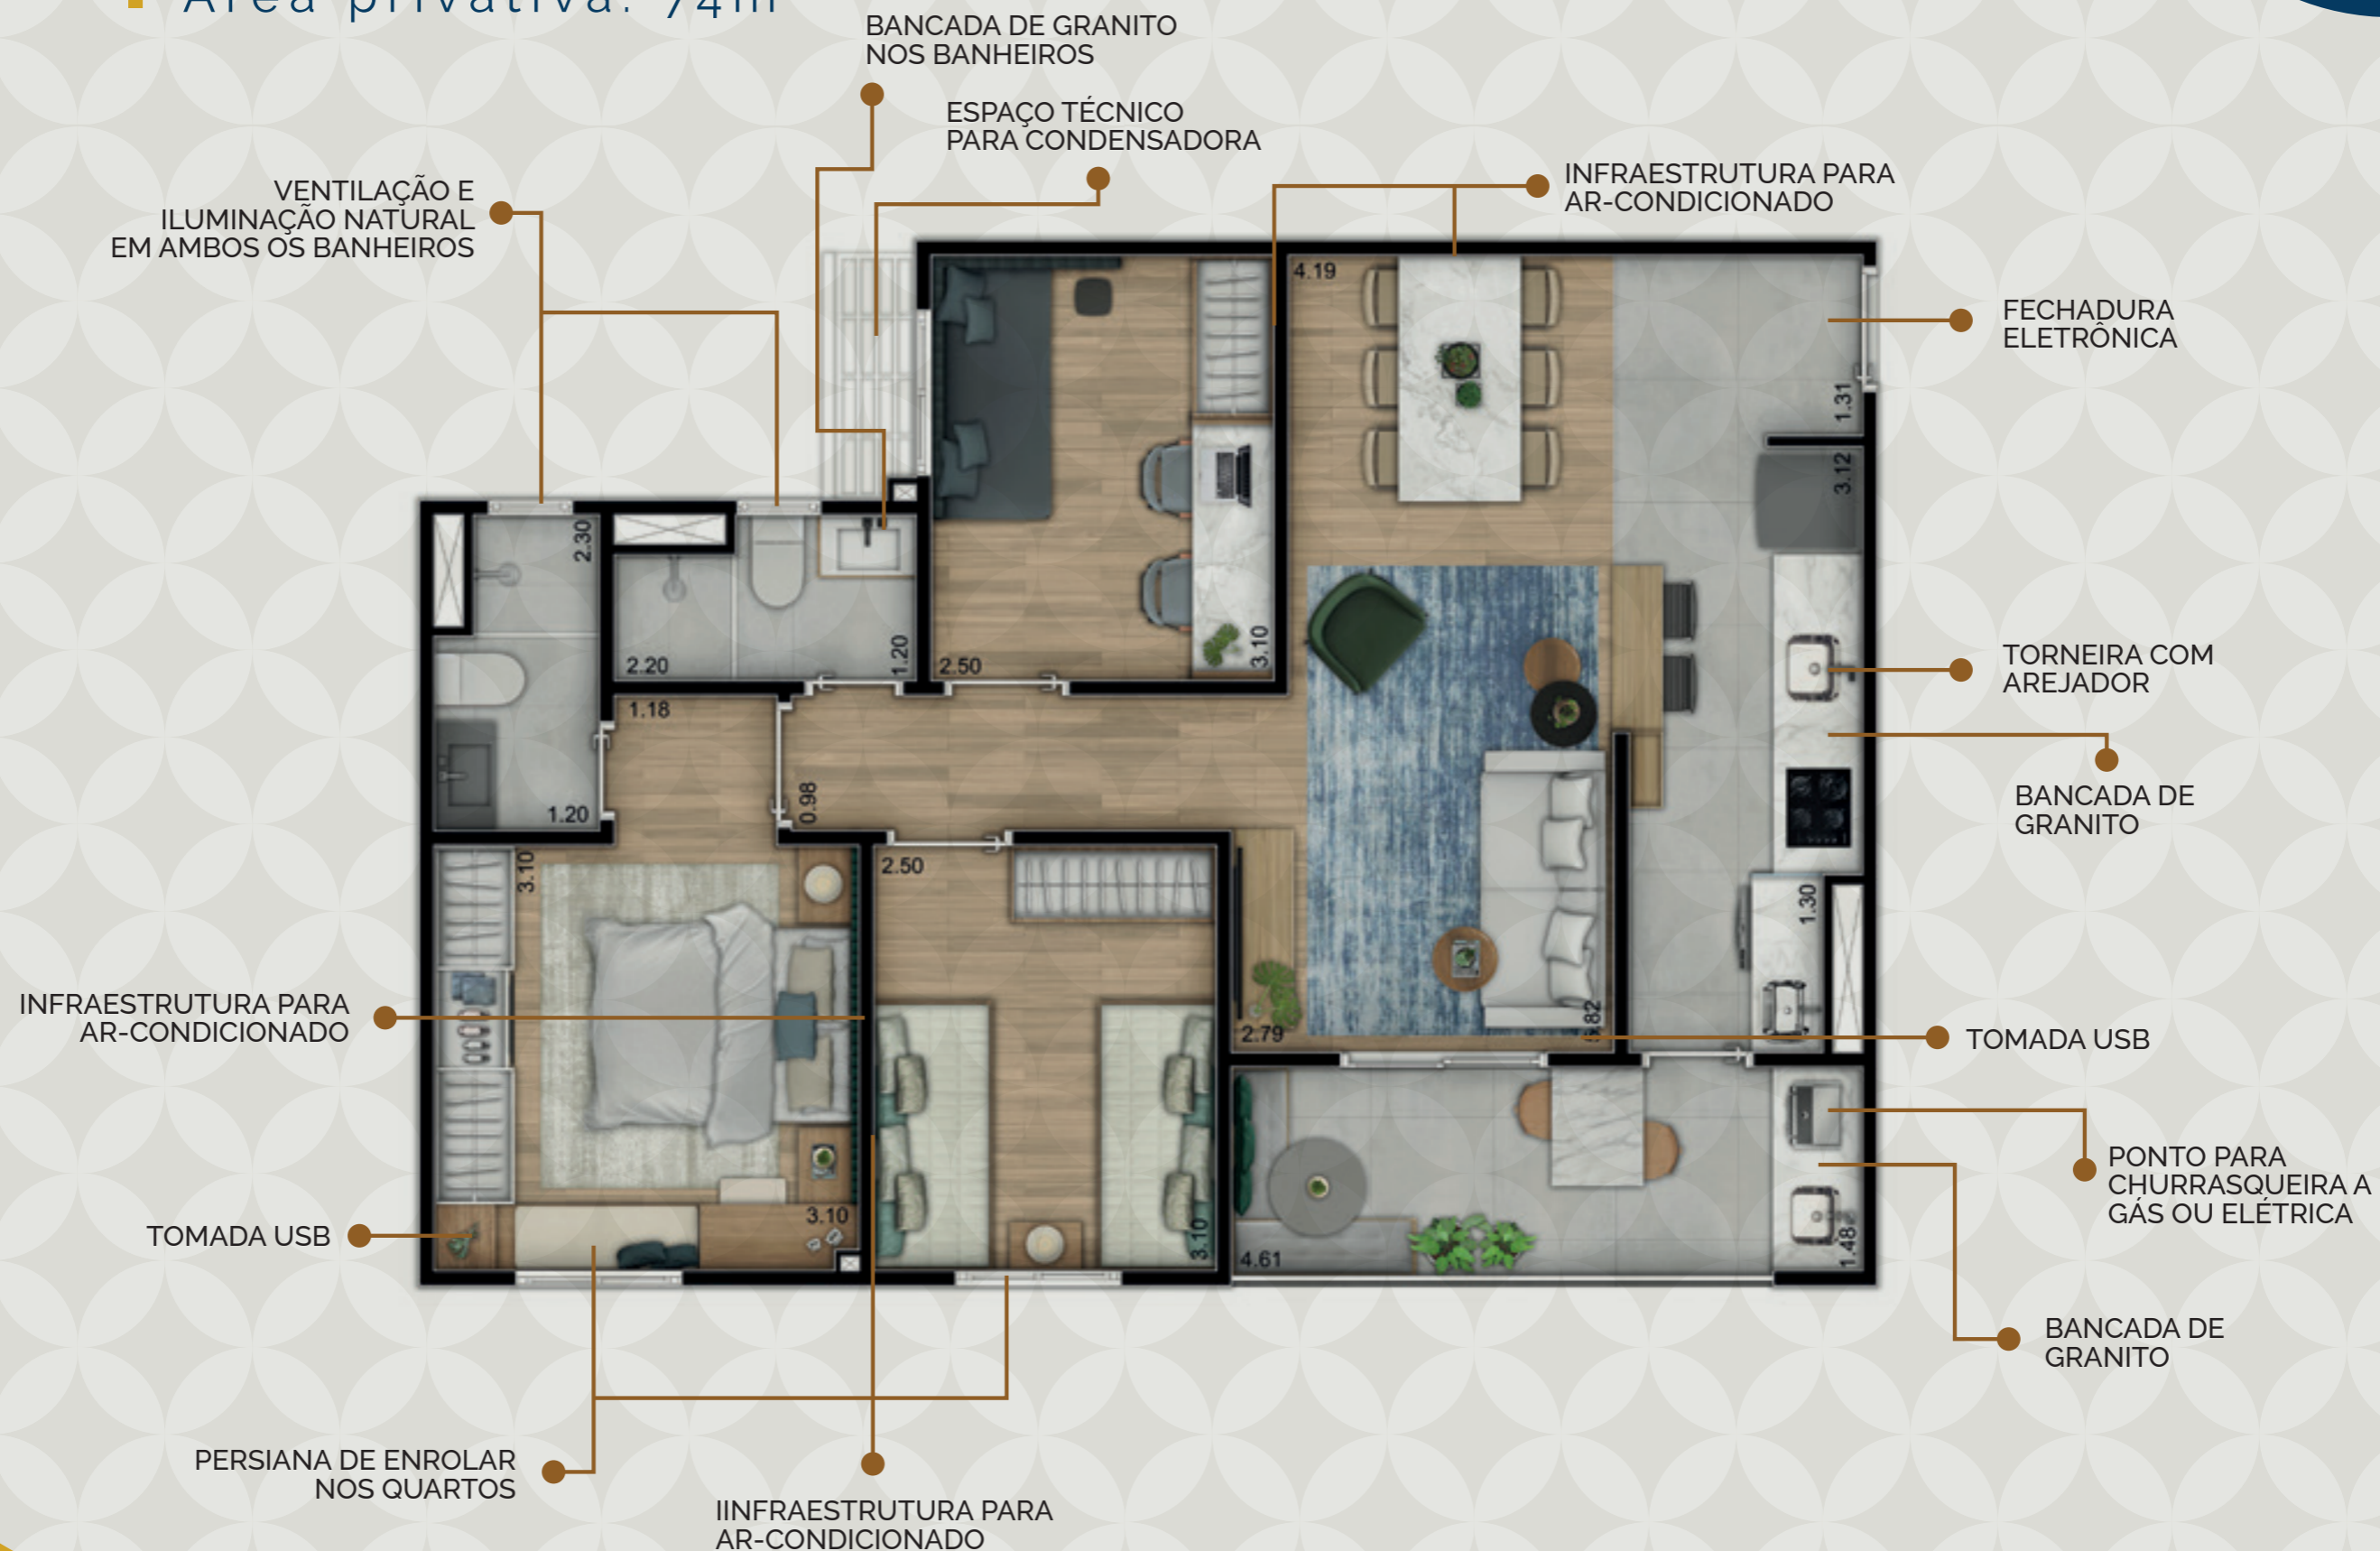 Área privativa: 74m
BANCADA DE GRANITO
NOS BANHEIROS
ESPAÇO TÉCNICO
PARA CONDENSADORA
INFRAESTRUTURA PARA
AR-CONDICIONADO
VENTILAÇÃO E
ILUMINAÇÃO NATURAL
EM AMBOS OS BANHEIROS
4.19
FECHADURA
ELETRÔNICA
1.31
3.12
2.30
2.20
1.20
2.50
3.10
TORNEIRA COM
AREJADOR
1.18
0.98
1.20
BANCADA DE
GRANITO
3.10
2.50
1.30
INFRAESTRUTURA PARA
AR-CONDICIONADO
2.79
TOMADA USB
PONTO PARA
CHURRASQUEIRA A
GÁS OU ELÉTRICA
TOMADA USB
3.10
3.10
4.61
1.48
BANCADA DE
GRANITO
PERSIANA DE ENROLAR
NOS QUARTOS
IINFRAESTRUTURA PARA
AR-CONDICIONADO